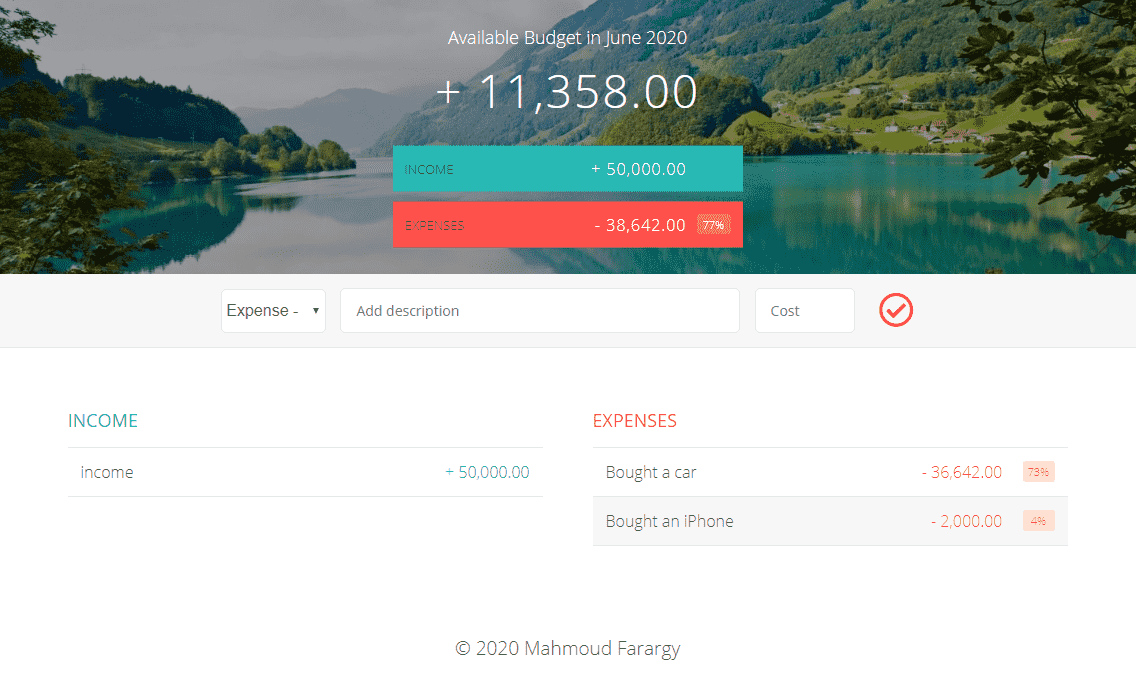 Available Budget in June 2020
+ 11,358.00
INCOME + 50,000.00
EXPENSES - 38,642.00 77%
Expense - Add description Cost
INCOME
income + 50,000.00
EXPENSES
Bought a car - 36,642.00 73%
Bought an iPhone - 2,000.00 4%
© 2020 Mahmoud Farargy